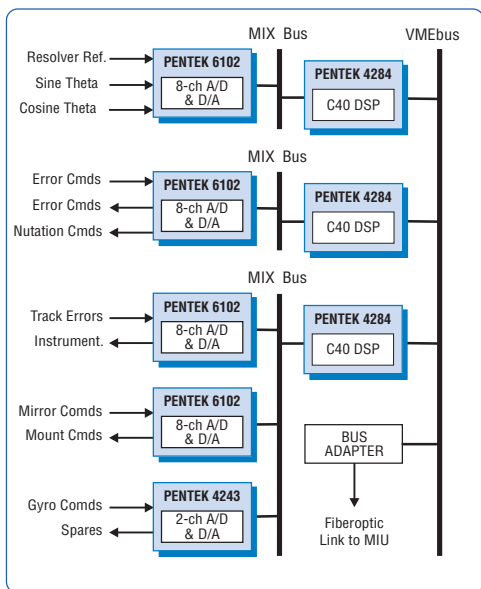 MIX Bus
VMEbus
Resolver Ref.
Sine Theta
Cosine Theta
PENTEK 6102
8-ch A/D
& D/A
PENTEK 4284
C40 DSP
MIX Bus
Error Cmds
Error Cmds
Nutation Cmds
PENTEK 6102
8-ch A/D
& D/A
PENTEK 4284
C40 DSP
MIX Bus
Track Errors
Instrument.
PENTEK 6102
8-ch A/D
& D/A
PENTEK 4284
C40 DSP
Mirror Comds
Mount Cmds
PENTEK 6102
8-ch A/D
& D/A
BUS
ADAPTER
Gyro Comds
Spares
PENTEK 4243
2-ch A/D
& D/A
Fiberoptic
Link to MIU